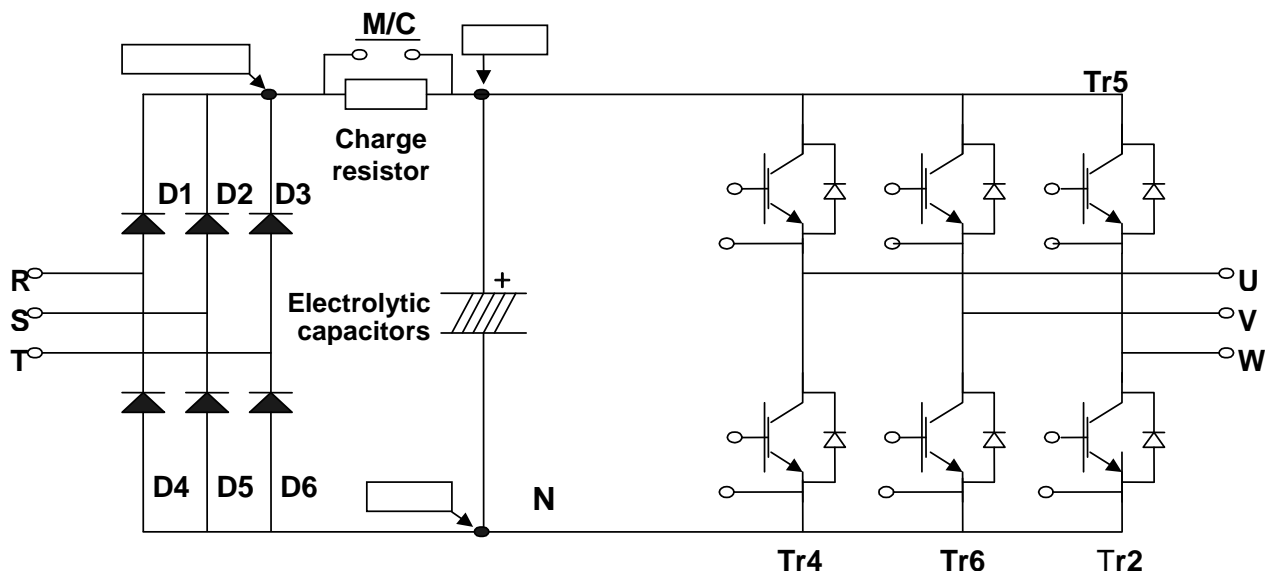 M/C
Tr5
Charge
resistor
D1 D2 D3
R
S
T
+
Electrolytic
capacitors
U
V
W
D4 D5 D6
N
Tr4 Tr6 Tr2